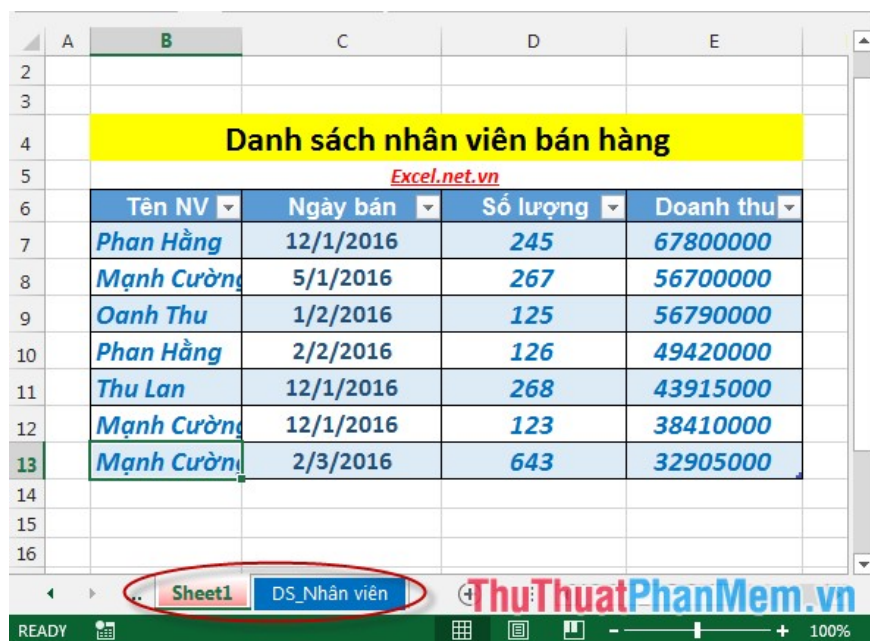 A B C D E
2
3
4 Danh sách nhân viên bán hàng
5 Excel.net.vn
6 Tên NV Ngày bán Số lượng Doanh thu
7 Phan Hằng 12/1/2016 245 67800000
8 Mạnh Cường 5/1/2016 267 56700000
9 Oanh Thu 1/2/2016 125 56790000
10 Phan Hằng 2/2/2016 126 49420000
11 Thu Lan 12/1/2016 268 43915000
12 Mạnh Cường 12/1/2016 123 38410000
13 Mạnh Cường 2/3/2016 643 32905000
14
15
16
... Sheet1 DS_Nhân viên ThuThuatPhanMem.vn
READY 100%